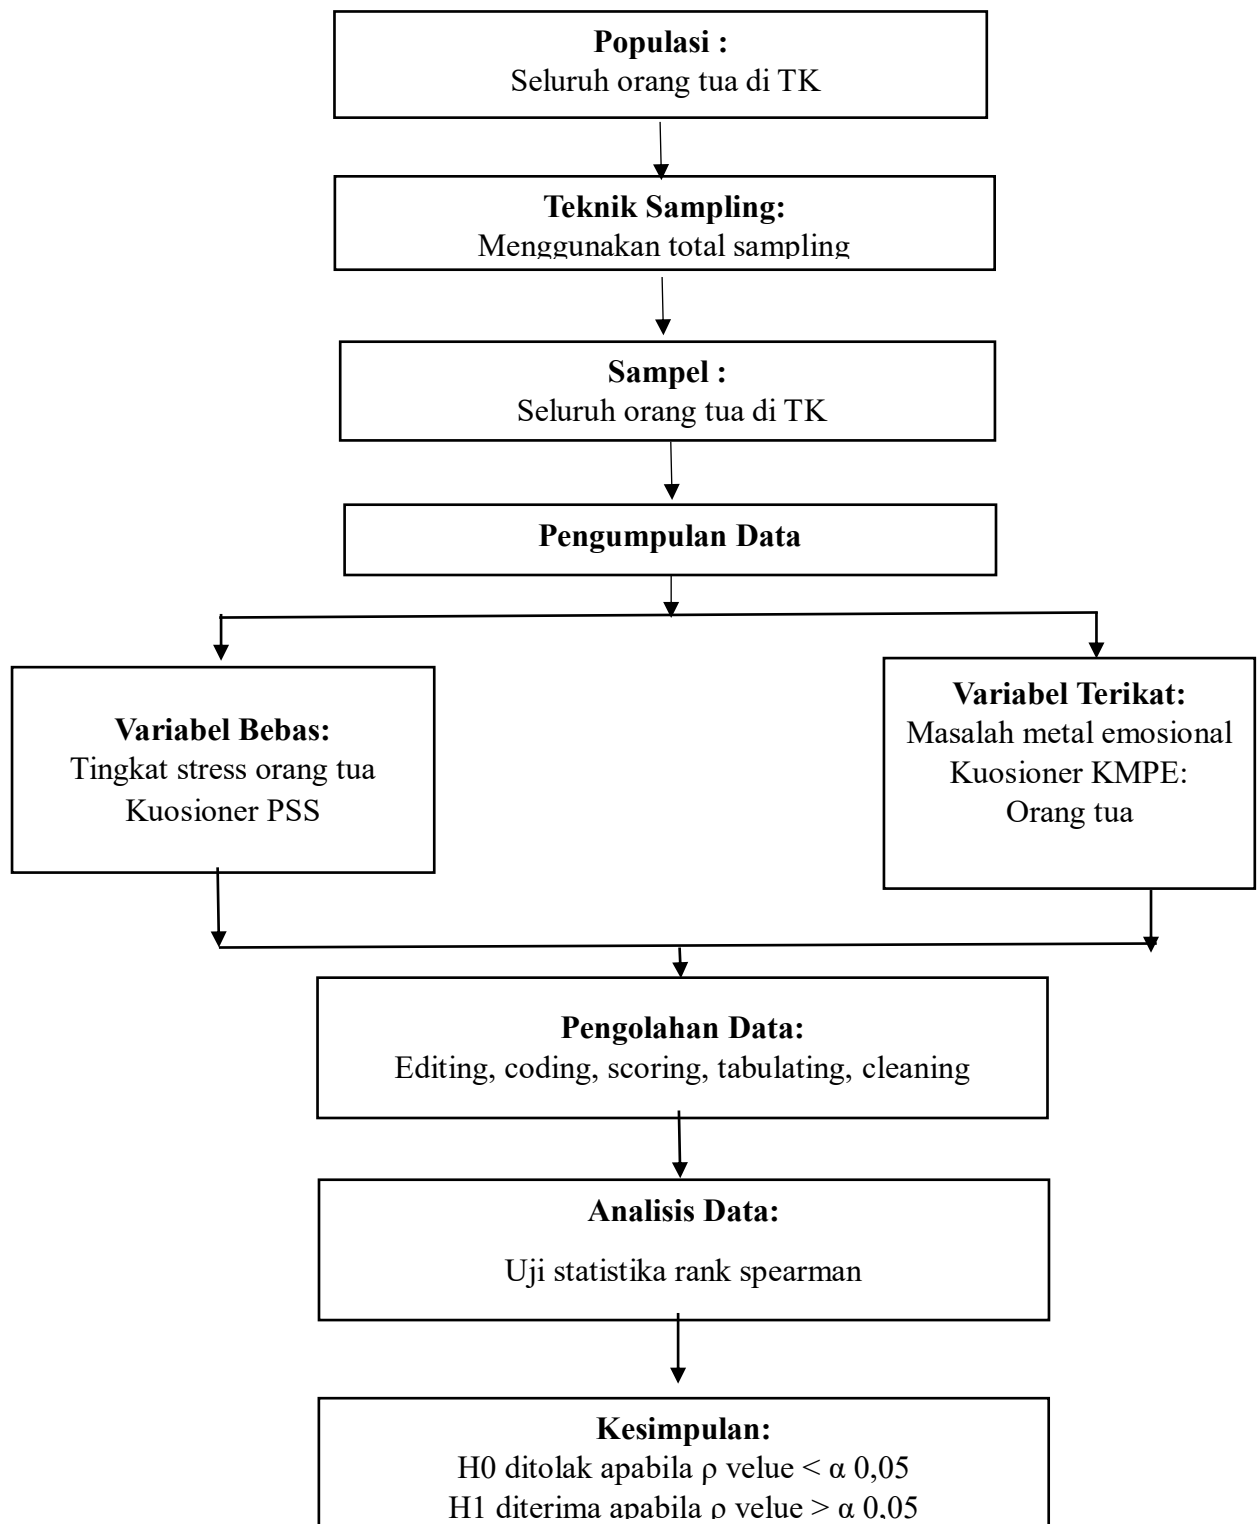 Populasi :
Seluruh orang tua di TK
Teknik Sampling:
Menggunakan total sampling
Sampel :
Seluruh orang tua di TK
Pengumpulan Data
Variabel Bebas:
Tingkat stress orang tua
Kuosioner PSS
Variabel Terikat:
Masalah metal emosional
Kuosioner KMPE:
Orang tua
Pengolahan Data:
Editing, coding, scoring, tabulating, cleaning
Analisis Data:
Uji statistika rank spearman
Kesimpulan:
H0 ditolak apabila ρ velue < α 0,05
H1 diterima apabila ρ velue > α 0,05